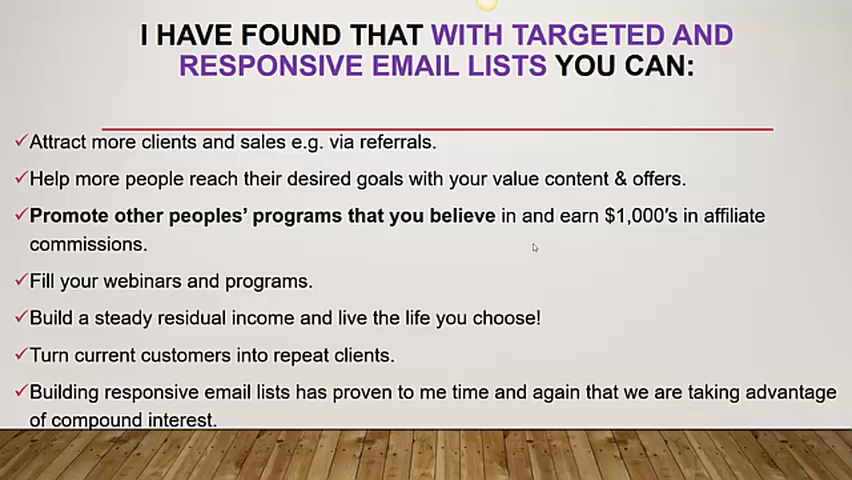 I HAVE FOUND THAT WITH TARGETED AND
RESPONSIVE EMAIL LISTS YOU CAN:
✓Attract more clients and sales e.g. via referrals.
✓Help more people reach their desired goals with your value content & offers.
✓Promote other peoples’ programs that you believe in and earn $1,000’s in affiliate
commissions.
✓Fill your webinars and programs.
✓Build a steady residual income and live the life you choose!
✓Turn current customers into repeat clients.
✓Building responsive email lists has proven to me time and again that we are taking advantage
of compound interest.